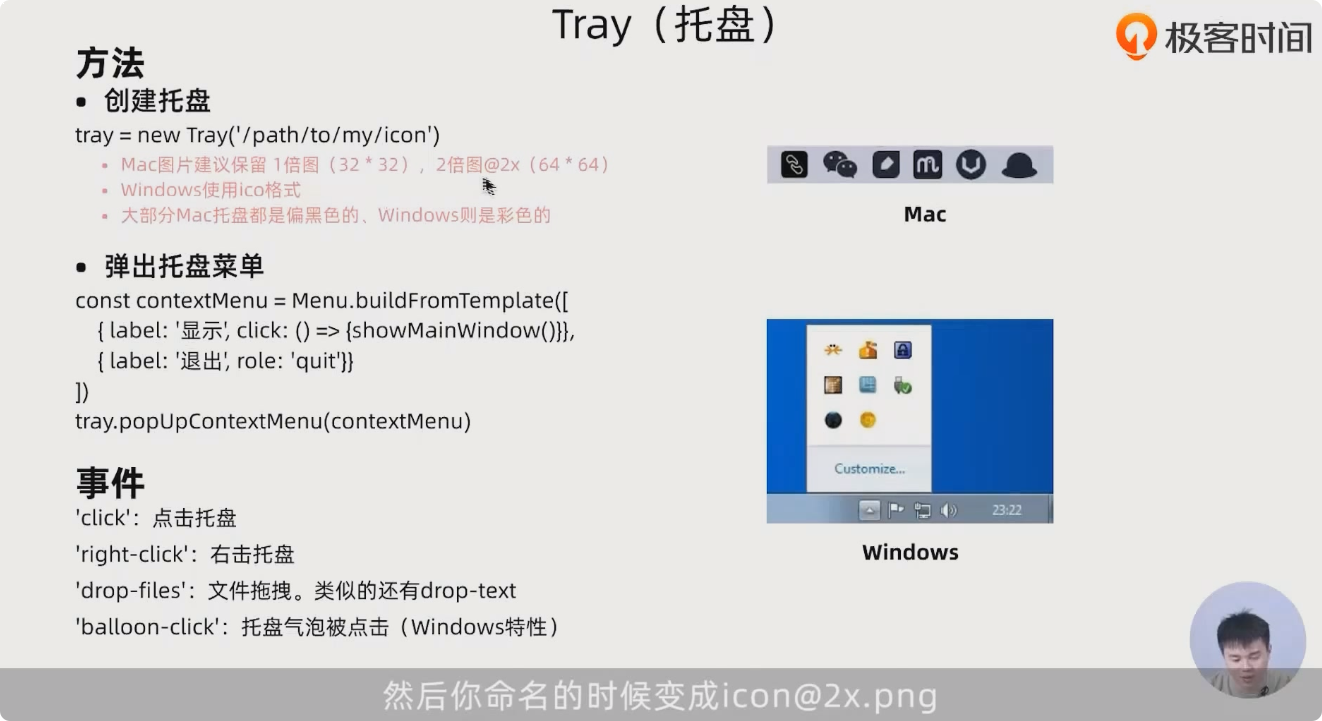 Tray（托盘）
极客时间
方法
• 创建托盘
tray = new Tray('/path/to/my/icon')
• Mac图片建议保留 1倍图（32 * 32），2倍图@2x（64 * 64）
• Windows使用ico格式
• 大部分Mac托盘都是偏黑色的、Windows则是彩色的
• 弹出托盘菜单
const contextMenu = Menu.buildFromTemplate([
{ label: '显示', click: () => {showMainWindow()}},
{ label: '退出', role: 'quit'}}
])
tray.popUpContextMenu(contextMenu)
事件
'click'：点击托盘
'right-click'：右击托盘
'drop-files'：文件拖拽。类似的还有drop-text
'balloon-click'：托盘气泡被点击（Windows特性）
Mac
Customize...
23:22
Windows
然后你命名的时候变成icon@2x.png